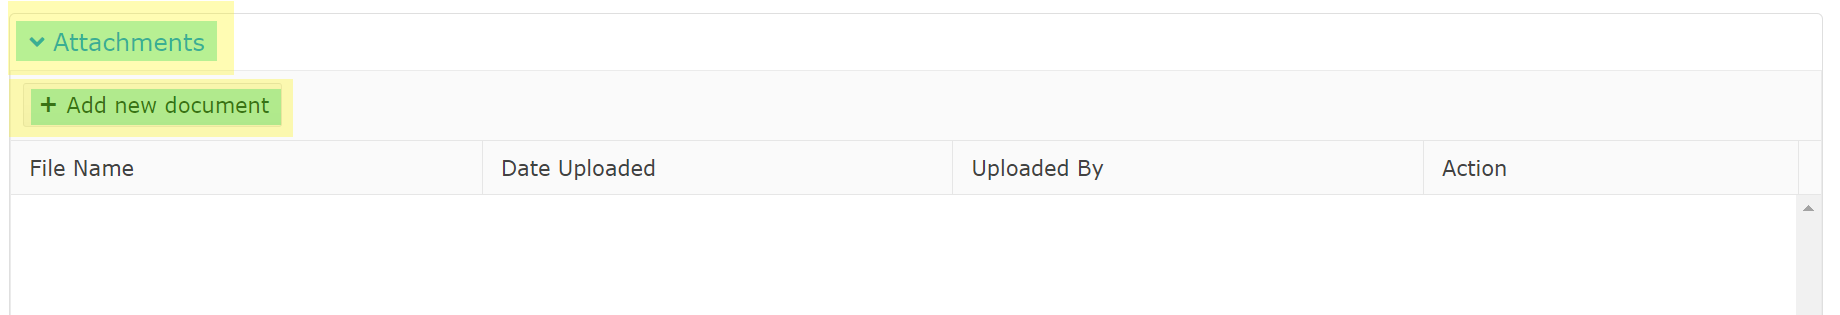 Attachments
+ Add new document
File Name Date Uploaded Uploaded By Action